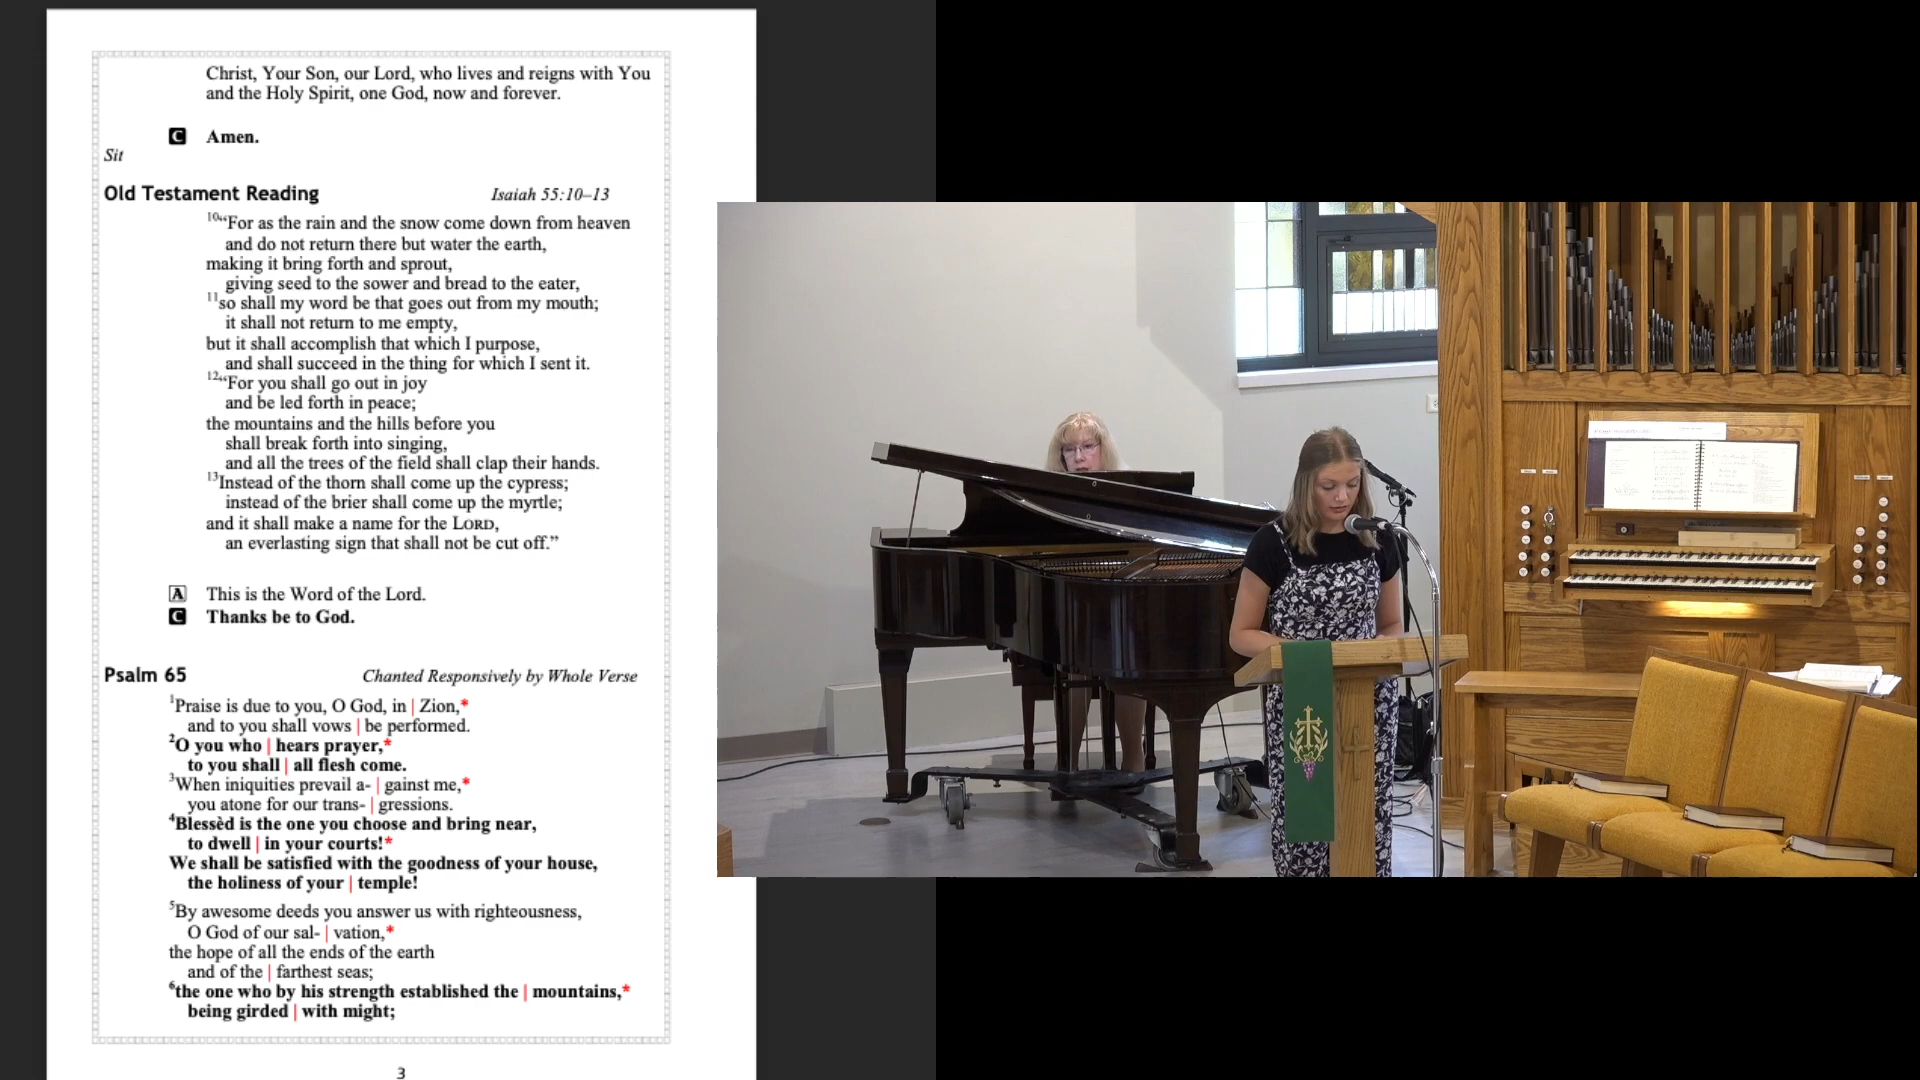 Christ, Your Son, our Lord, who lives and reigns with You
and the Holy Spirit, one God, now and forever.
C Amen.
Sit
Old Testament Reading Isaiah 55:10–13
10“For as the rain and the snow come down from heaven
and do not return there but water the earth,
making it bring forth and sprout,
giving seed to the sower and bread to the eater,
11so shall my word be that goes out from my mouth;
it shall not return to me empty,
but it shall accomplish that which I purpose,
and shall succeed in the thing for which I sent it.
12“For you shall go out in joy
and be led forth in peace;
the mountains and the hills before you
shall break forth into singing,
and all the trees of the field shall clap their hands.
13Instead of the thorn shall come up the cypress;
instead of the brier shall come up the myrtle;
and it shall make a name for the LORD,
an everlasting sign that shall not be cut off.”
A This is the Word of the Lord.
C Thanks be to God.
Psalm 65 Chanted Responsively by Whole Verse
1Praise is due to you, O God, in | Zion,*
and to you shall vows | be performed.
2O you who | hears prayer,*
to you shall | all flesh come.
3When iniquities prevail a- | gainst me,*
you atone for our trans- | gressions.
4Blessèd is the one you choose and bring near,
to dwell | in your courts!*
We shall be satisfied with the goodness of your house,
the holiness of your | temple!
5By awesome deeds you answer us with righteousness,
O God of our sal- | vation,*
the hope of all the ends of the earth
and of the | farthest seas;
6the one who by his strength established the | mountains,*
being girded | with might;
3